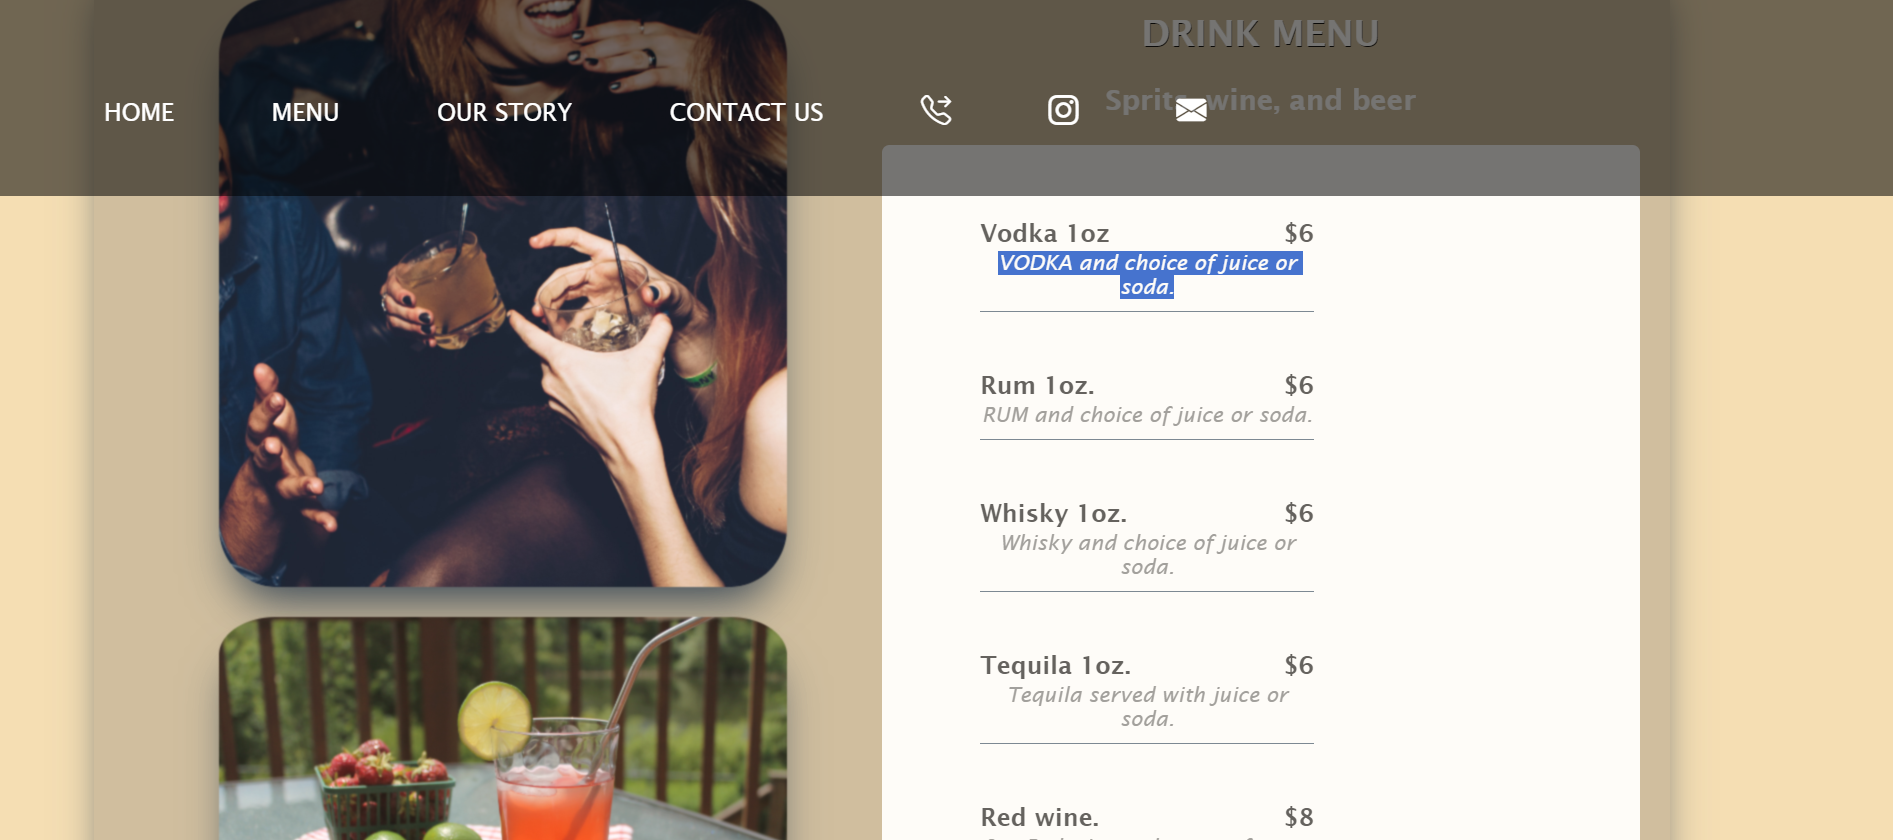 DRINK MENU
Sprits, wine, and beer
HOME MENU OUR STORY CONTACT US
Vodka 1oz $6
VODKA and choice of juice or
soda.
Rum 1oz. $6
RUM and choice of juice or soda.
Whisky 1oz. $6
Whisky and choice of juice or
soda.
Tequila 1oz. $6
Tequila served with juice or
soda.
Red wine. $8